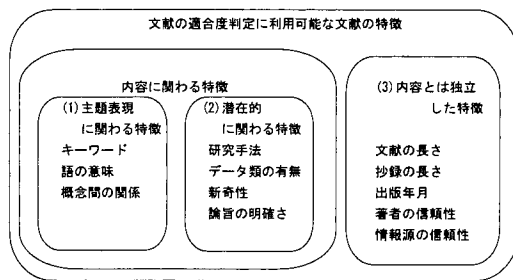 文献の適合度判定に利用可能な文献の特徴
内容に関わる特徴
(1) 主題表現
に関わる特徴
キーワード
語の意味
概念間の関係
(2) 潜在的
に関わる特徴
研究手法
データ類の有無
新奇性
論旨の明確さ
(3) 内容とは独立
した特徴
文献の長さ
抄録の長さ
出版年月
著者の信頼性
情報源の信頼性